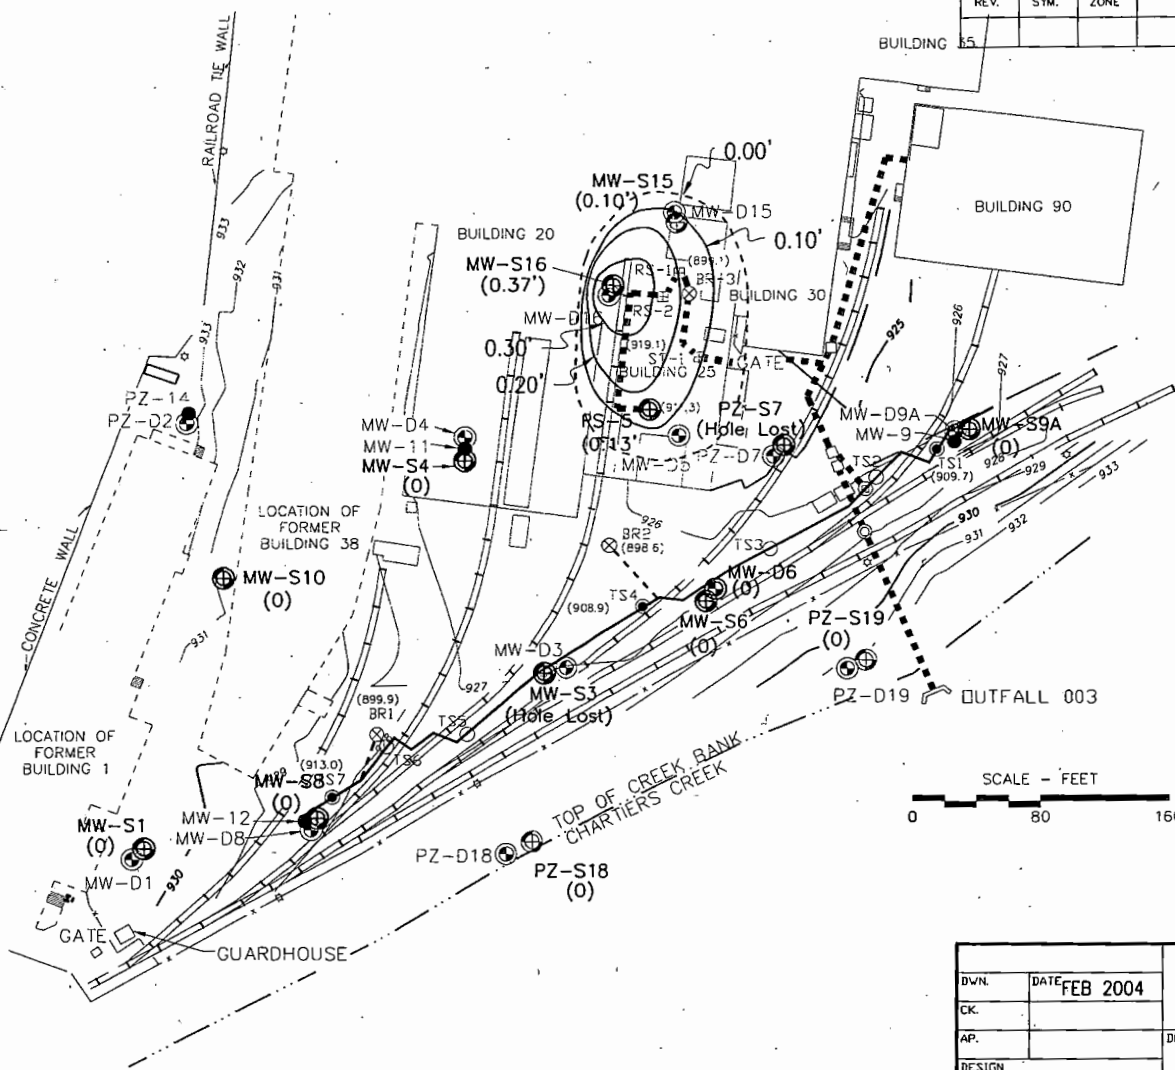 REV.
SYM.
ZONE
BUILDING 55
RAILROAD TIE WALL
0.00'
MW-S15
(0.10')
MW-D15
BUILDING 90
BUILDING 20
0.10'
933
932
931
MW-S16
(0.37')
RS-1
BR-3
BUILDING 30
RS-2
MW-D16
926
925
933
0.30'
(919.1)
ST-1
GATE
927
0.20'
BUILDING 25
PZ-14
PZ-D2
PZ-S7
(Hole Lost)
MW-D9A
MW-9
MW-S9A
(0)
MW-D4
MW-11
MW-S4
(0)
(0.13')
MW-D5
PZ-D7
TS2
TS1
(909.7)
928
929
933
LOCATION OF
FORMER
BUILDING 38
926
930
932
931
BR2
(898.6)
TS3
CONCRETE WALL
MW-S10
(0)
TS4
(908.9)
MW-D6
(0)
MW-S6
(0)
PZ-S19
(0)
931
MW-D3
MW-S3
(Hole Lost)
927
PZ-D19
OUTFALL 003
(899.9)
BR1
TS5
TS6
LOCATION OF
FORMER
BUILDING 1
(913.0)
MW-S8
(0)
TS7
TOP OF CREEK BANK
CHARTIERS CREEK
SCALE - FEET
0
80
160
MW-12
MW-D8
MW-S1
(0)
MW-D1
930
PZ-D18
PZ-S18
(0)
GATE
GUARDHOUSE
DWN.
DATE
FEB 2004
CK.
AP.
DESIGN